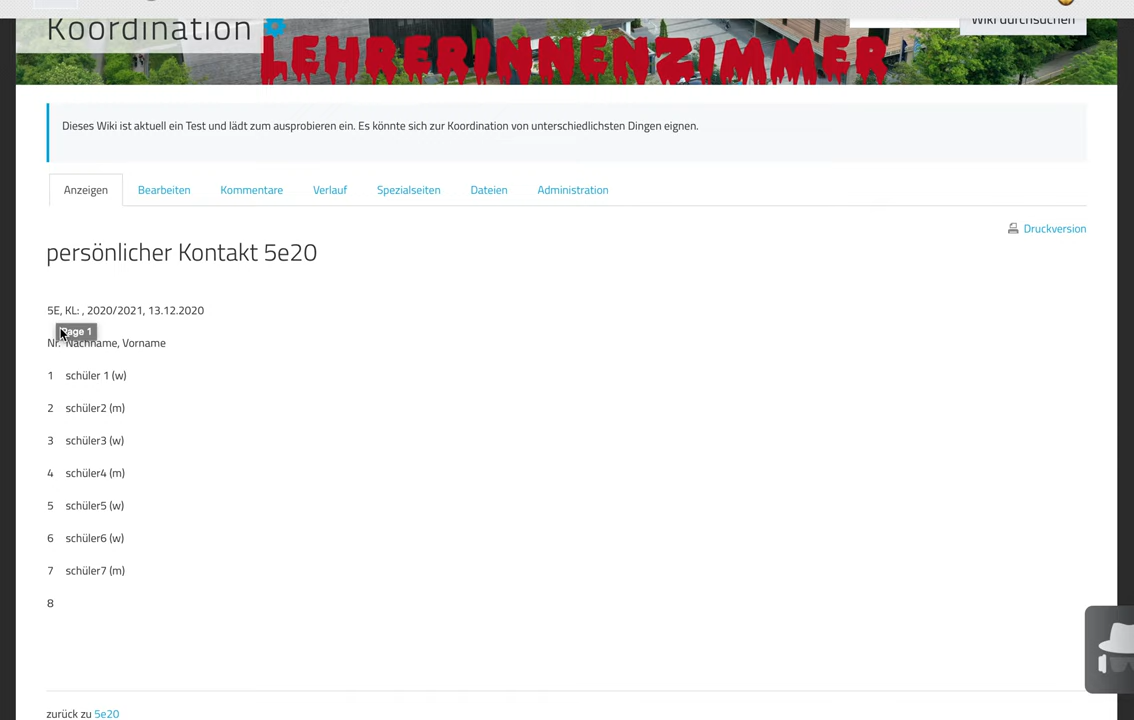 Koordination
Wiki durchsuchen
LEHRERINNENZIMMER
Dieses Wiki ist aktuell ein Test und lädt zum ausprobieren ein. Es könnte sich zur Koordination von unterschiedlichsten Dingen eignen.
Anzeigen Bearbeiten Kommentare Verlauf Spezialseiten Dateien Administration
Druckversion
persönlicher Kontakt 5e20
5E, KL: , 2020/2021, 13.12.2020
Page 1
Nr. Nachname, Vorname
1 schüler 1 (w)
2 schüler2 (m)
3 schüler3 (w)
4 schüler4 (m)
5 schüler5 (w)
6 schüler6 (w)
7 schüler7 (m)
8
zurück zu 5e20